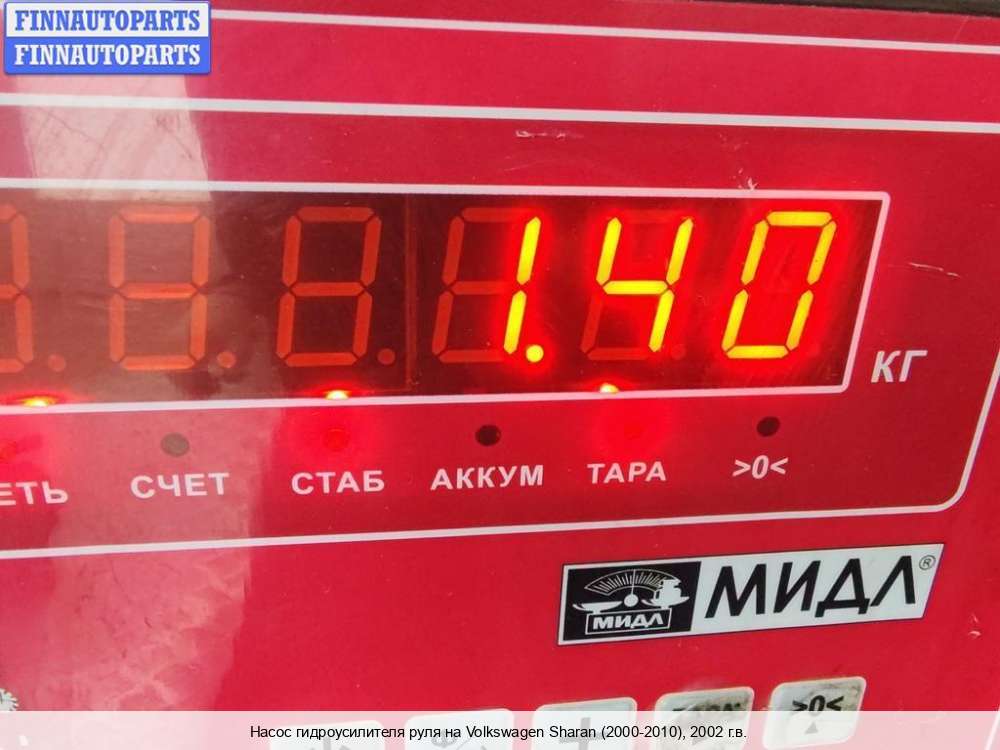 FINNAUTOPARTS
FINNAUTOPARTS
1.40
КГ
СЧЕТ СТАБ АККУМ ТАРА >0<
МИДЛ
МИДЛ®
>0<
Насос гидроусилителя руля на Volkswagen Sharan (2000-2010), 2002 г.в.